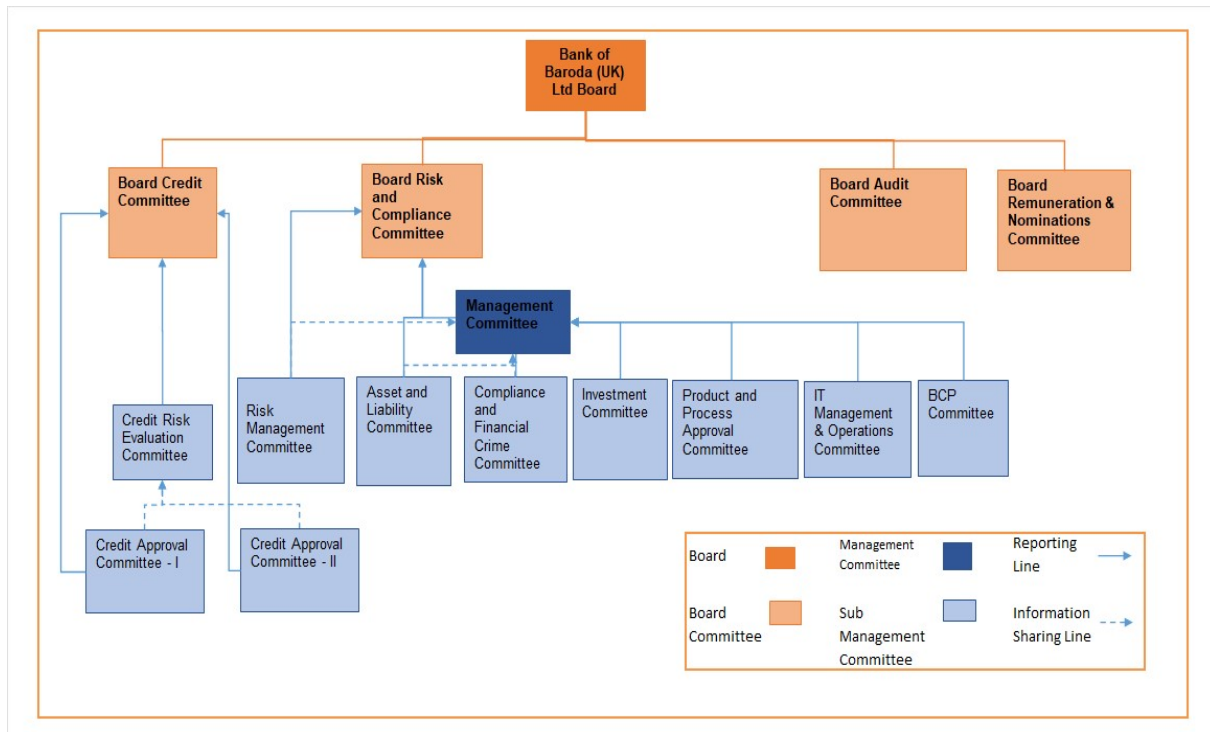 Bank of
Baroda (UK)
Ltd Board
Board Credit
Committee
Board Risk
and
Compliance
Committee
Board Audit
Committee
Board
Remuneration &
Nominations
Committee
Management
Committee
Credit Risk
Evaluation
Committee
Risk
Management
Committee
Asset and
Liability
Committee
Compliance
and
Financial
Crime
Committee
Investment
Committee
Product and
Process
Approval
Committee
IT
Management
& Operations
Committee
BCP
Committee
Credit Approval
Committee - I
Credit Approval
Committee - II
Board
Management
Committee
Reporting
Line
Board
Committee
Sub
Management
Committee
Information
Sharing Line